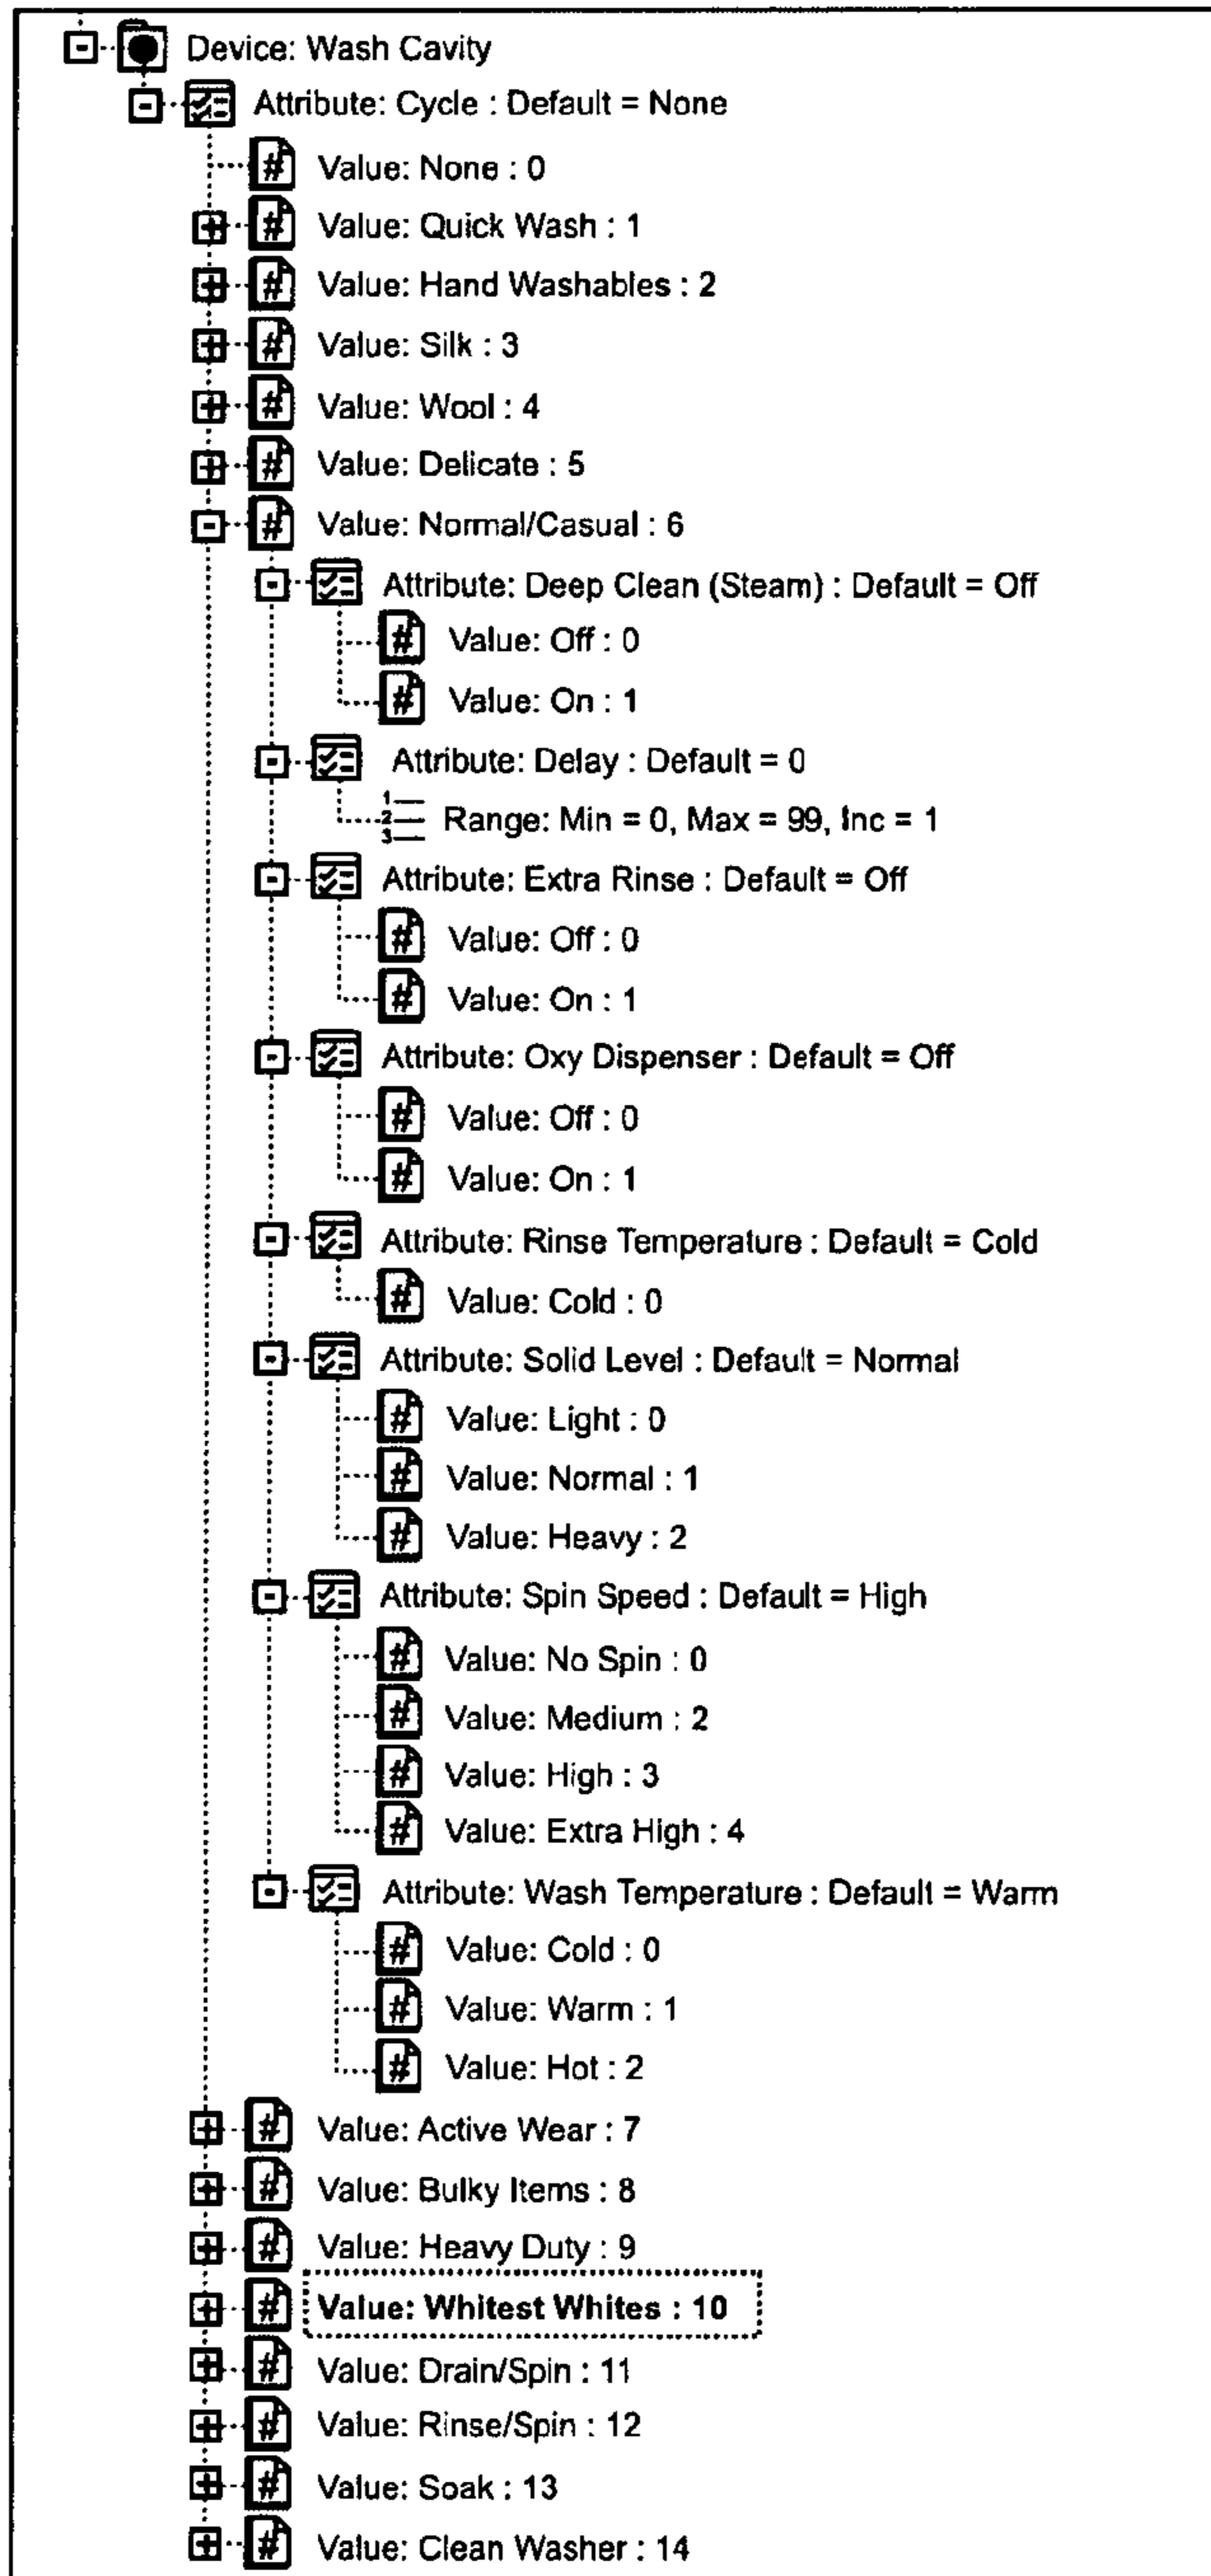 Device: Wash Cavity
Attribute: Cycle : Default = None
# Value: None : 0
# Value: Quick Wash : 1
# Value: Hand Washables : 2
# Value: Silk : 3
# Value: Wool : 4
# Value: Delicate : 5
# Value: Normal/Casual : 6
Attribute: Deep Clean (Steam) : Default = Off
# Value: Off : 0
# Value: On : 1
Attribute: Delay : Default = 0
1 2 3 Range: Min = 0, Max = 99, Inc = 1
Attribute: Extra Rinse : Default = Off
# Value: Off : 0
# Value: On : 1
Attribute: Oxy Dispenser : Default = Off
# Value: Off : 0
# Value: On : 1
Attribute: Rinse Temperature : Default = Cold
# Value: Cold : 0
Attribute: Solid Level : Default = Normal
# Value: Light : 0
# Value: Normal : 1
# Value: Heavy : 2
Attribute: Spin Speed : Default = High
# Value: No Spin : 0
# Value: Medium : 2
# Value: High : 3
# Value: Extra High : 4
Attribute: Wash Temperature : Default = Warm
# Value: Cold : 0
# Value: Warm : 1
# Value: Hot : 2
# Value: Active Wear : 7
# Value: Bulky Items : 8
# Value: Heavy Duty : 9
# Value: Whitest Whites : 10
# Value: Drain/Spin : 11
# Value: Rinse/Spin : 12
# Value: Soak : 13
# Value: Clean Washer : 14